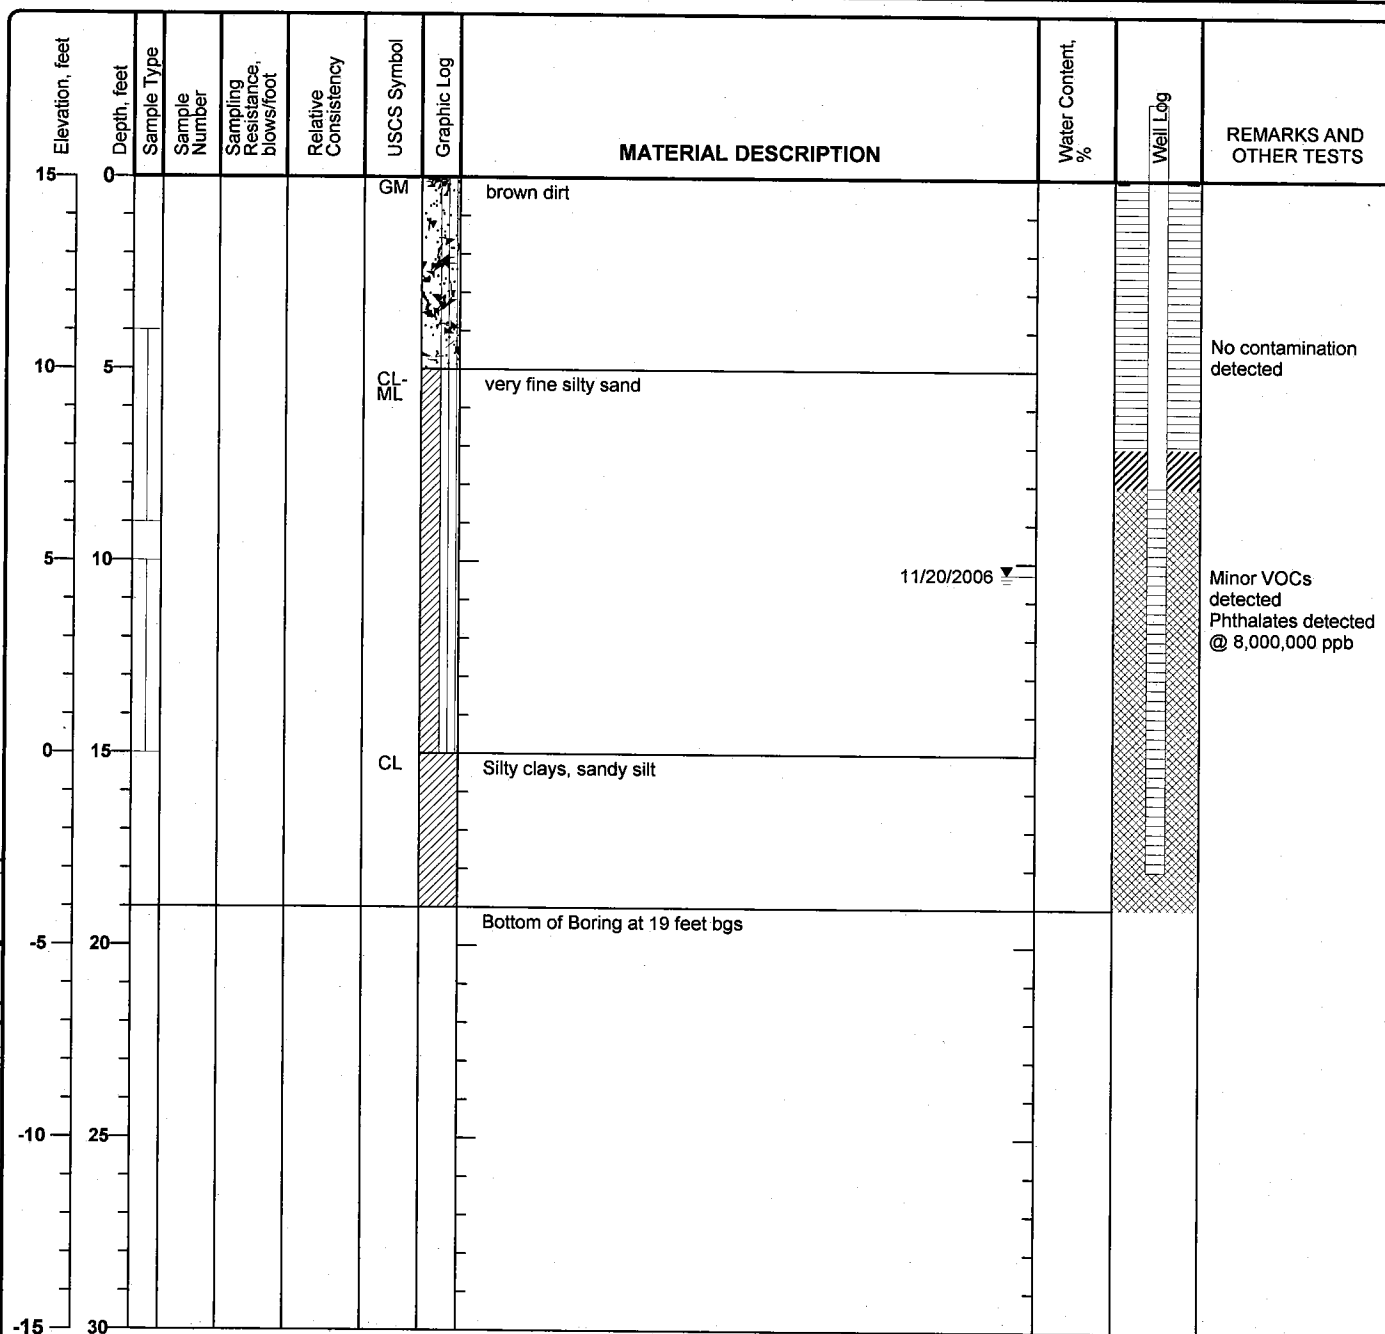 Elevation, feet
Depth, feet
Sample Type
Sample
Number
Sampling
Resistance,
blows/foot
Relative
Consistency
USCS Symbol
Graphic Log
MATERIAL DESCRIPTION
Water Content,
%
Well Log
REMARKS AND
OTHER TESTS
15
0
GM
brown dirt
No contamination
detected
10
5
CL-
ML
very fine silty sand
5
10
11/20/2006
Minor VOCs
detected
Phthalates detected
@ 8,000,000 ppb
0
15
CL
Silty clays, sandy silt
Bottom of Boring at 19 feet bgs
-5
20
-10
25
-15
30